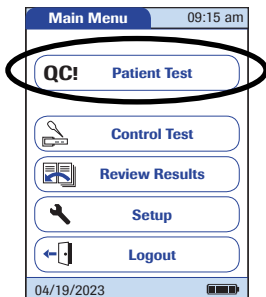 Main Menu 09:15 am
QC! Patient Test
Control Test
Review Results
Setup
Logout
04/19/2023